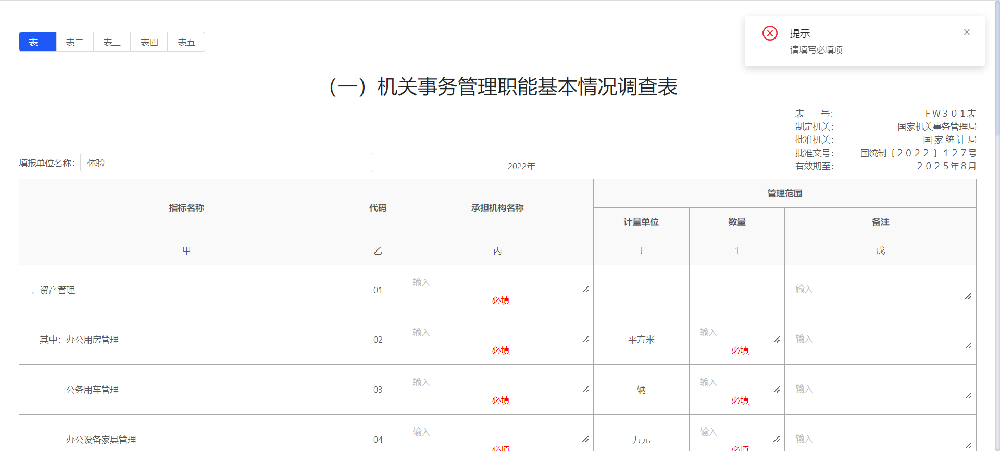 表一 表二 表三 表四 表五
提示
请填写必填项
（一）机关事务管理职能基本情况调查表
表 号： FW301表
制定机关： 国家机关事务管理局
批准机关： 国家统计局
批准文号： 国统制〔2022〕127号
有效期至： 2025年8月
填报单位名称： 体验
2022年
指标名称 代码 承担机构名称 管理范围
计量单位 数量 备注
甲 乙 丙 丁 1 戊
一、资产管理 01 输入 必填 --- --- 输入
其中：办公用房管理 02 输入 必填 平方米 输入 必填 输入
公务用车管理 03 输入 必填 辆 输入 必填 输入
办公设备家具管理 04 输入 必填 万元 输入 必填 输入